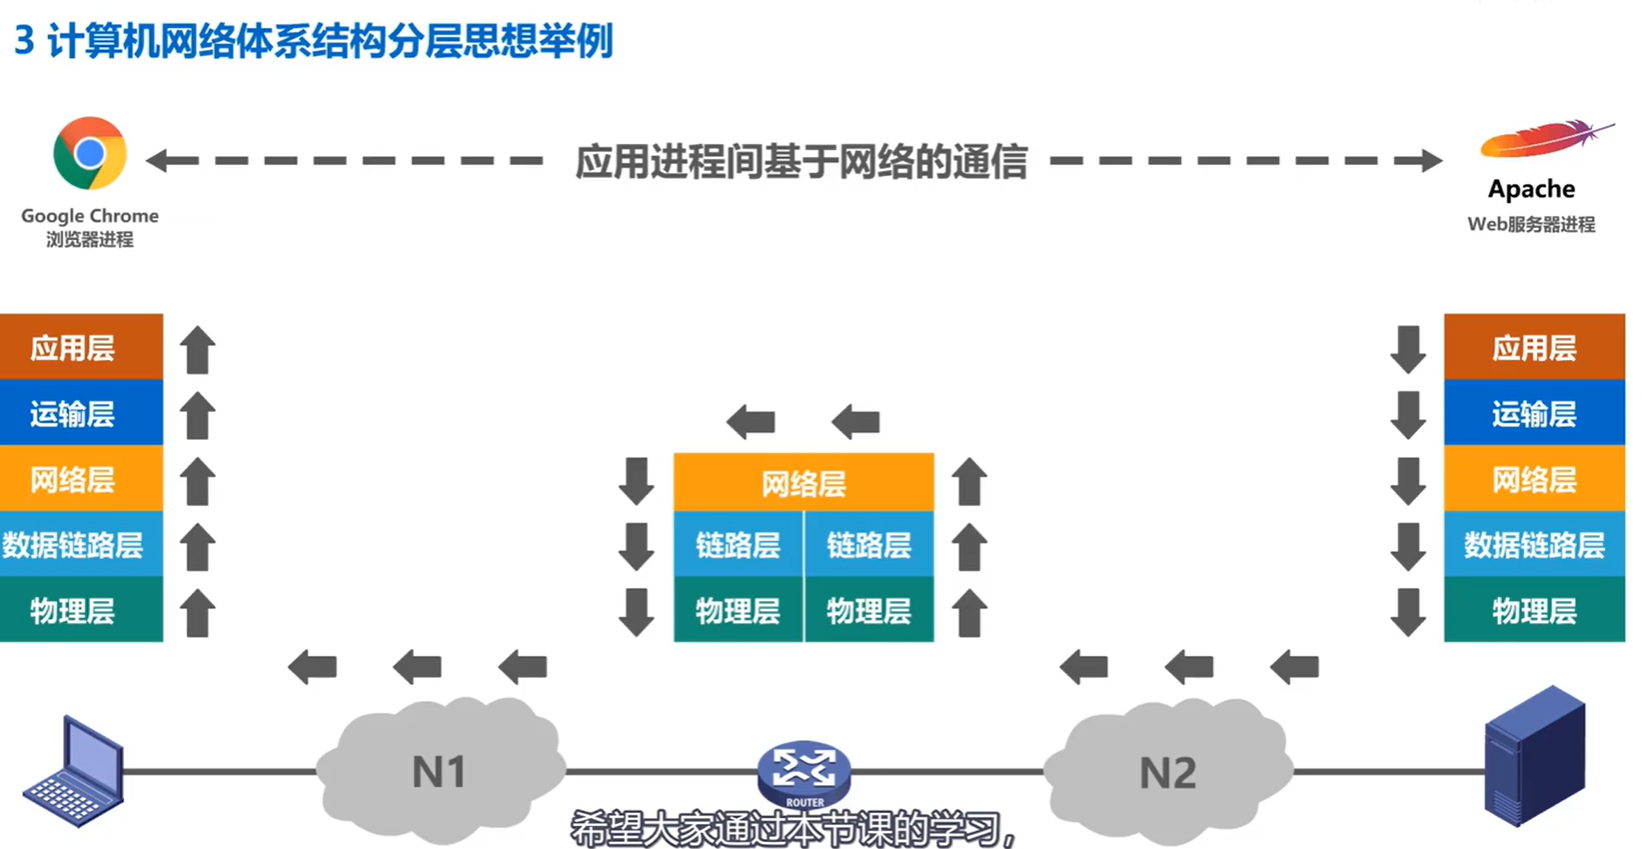 3 计算机网络体系结构分层思想举例
应用进程间基于网络的通信
Google Chrome
浏览器进程
Apache
Web服务器进程
应用层
运输层
网络层
数据链路层
物理层
网络层
链路层 链路层
物理层 物理层
应用层
运输层
网络层
数据链路层
物理层
N1
ROUTER
N2
希望大家通过本节课的学习，